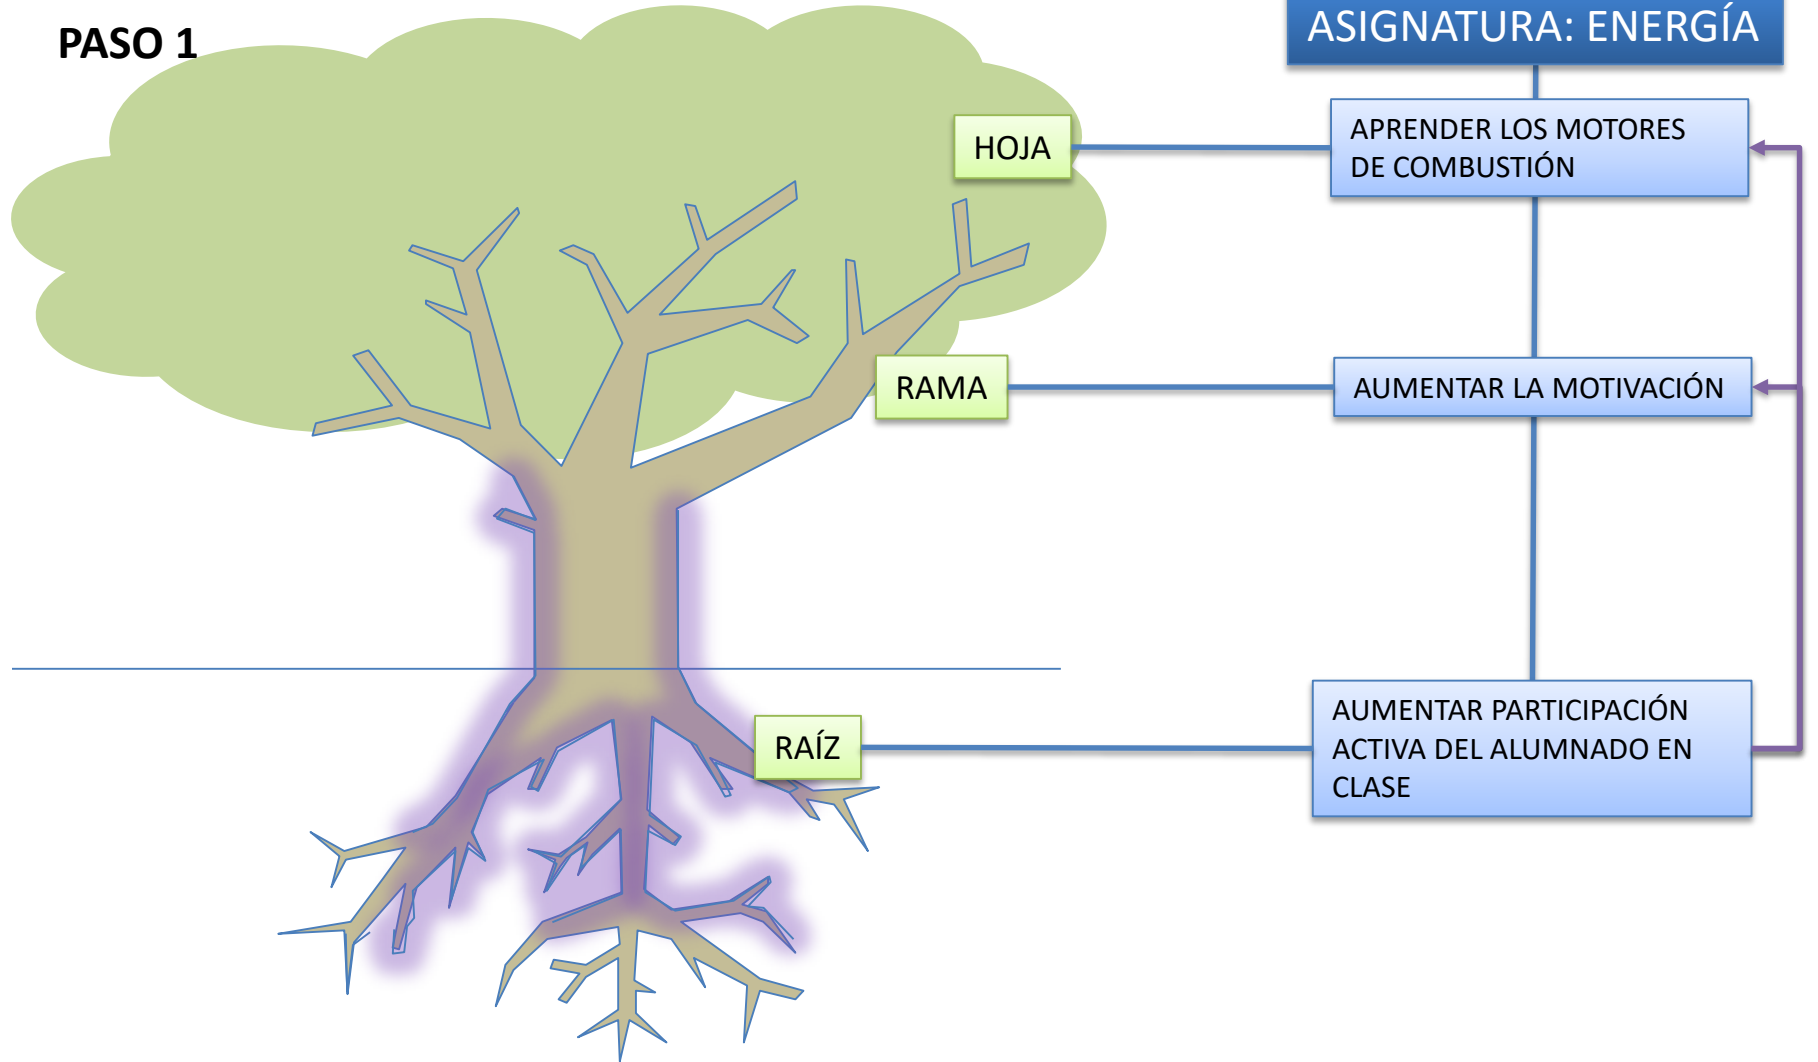 PASO 1
ASIGNATURA: ENERGÍA
HOJA
APRENDER LOS MOTORES
DE COMBUSTIÓN
RAMA
AUMENTAR LA MOTIVACIÓN
RAÍZ
AUMENTAR PARTICIPACIÓN
ACTIVA DEL ALUMNADO EN
CLASE